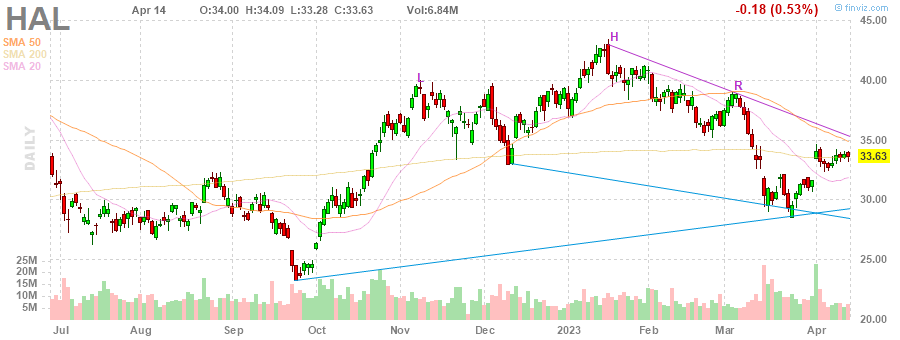 HAL Apr 14 O:34.00 H:34.09 L:33.28 C:33.63 Vol:6.84M -0.18 (0.53%) © finviz.com
45.00
SMA 50
SMA 200
SMA 20
L H R
40.00
35.00
33.63
30.00
25.00
20.00
DAILY
25M
20M
15M
10M
5M
Jul Aug Sep Oct Nov Dec 2023 Feb Mar Apr